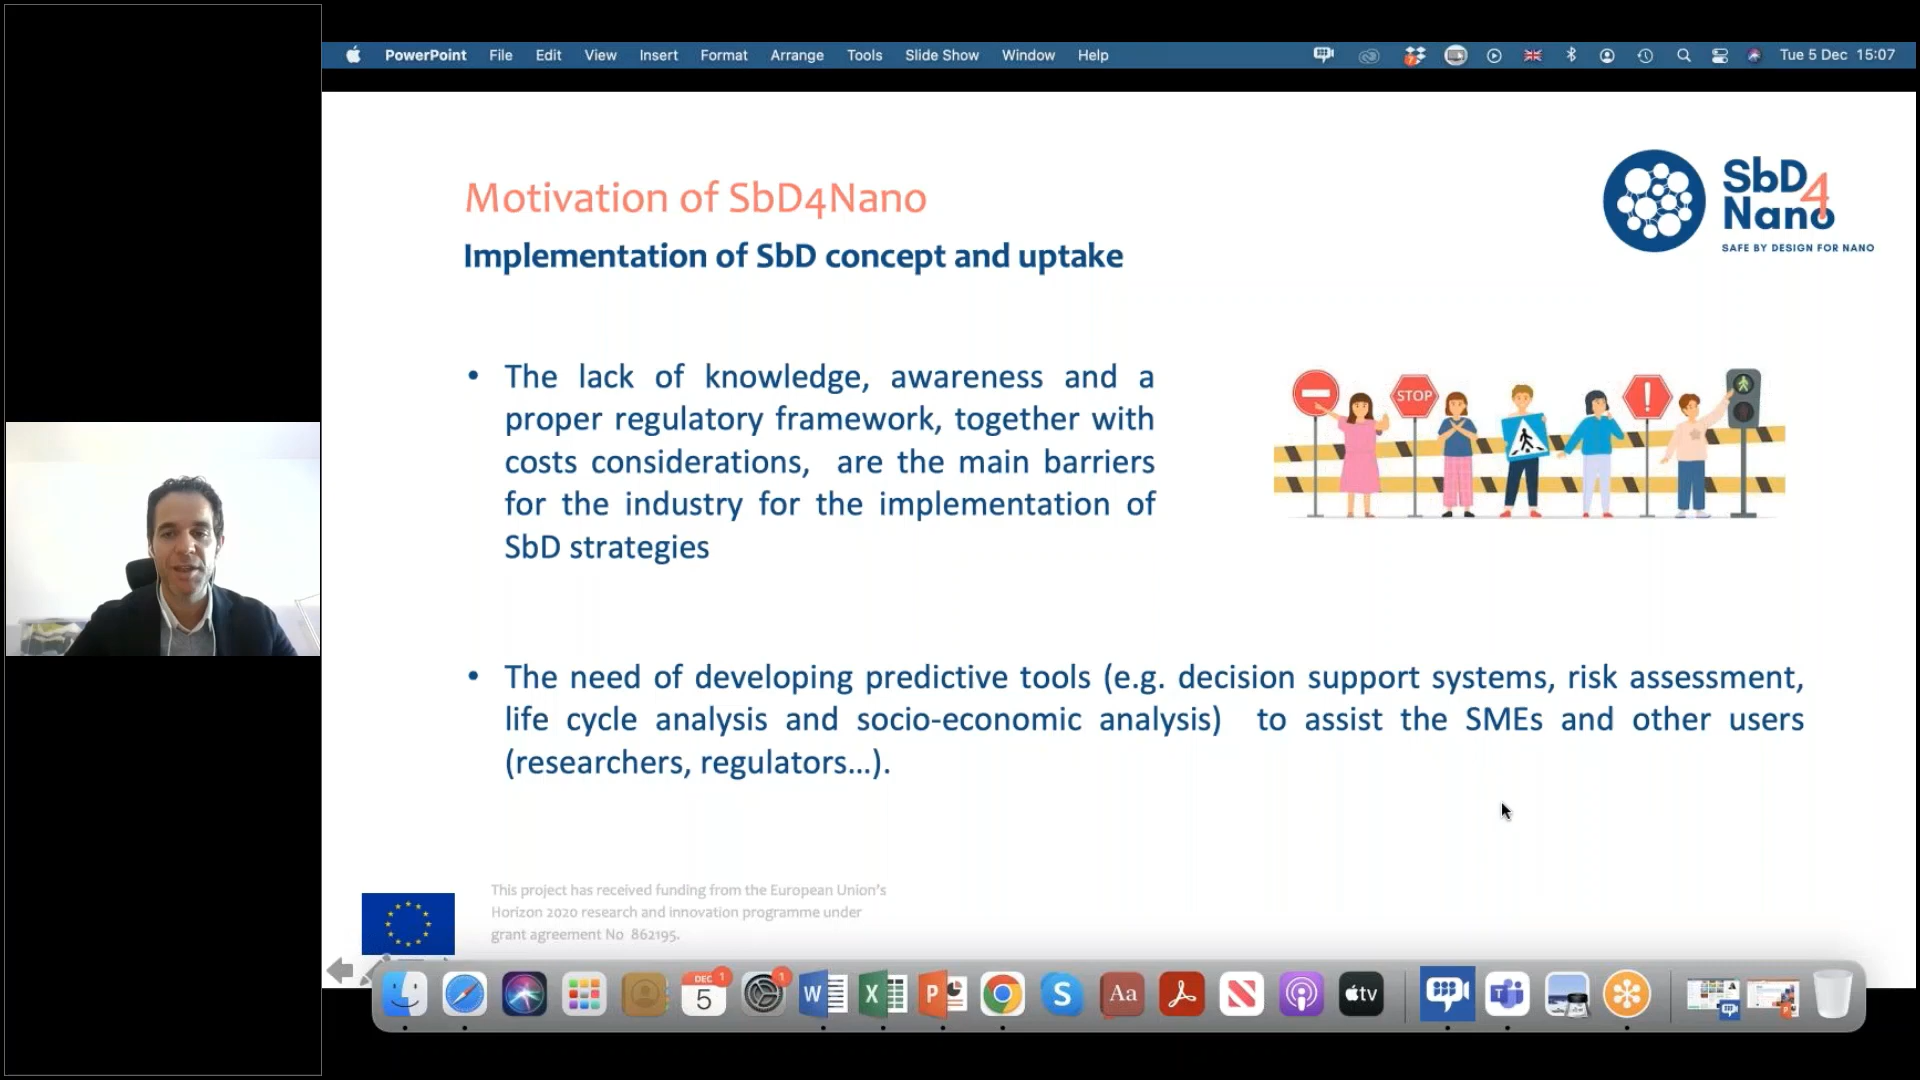 PowerPoint File Edit View Insert Format Arrange Tools Slide Show Window Help Tue 5 Dec 15:07
SbD4
Nano
SAFE BY DESIGN FOR NANO
Motivation of SbD4Nano
Implementation of SbD concept and uptake
• The lack of knowledge, awareness and a
proper regulatory framework, together with
costs considerations, are the main barriers
for the industry for the implementation of
SbD strategies
STOP
!
• The need of developing predictive tools (e.g. decision support systems, risk assessment,
life cycle analysis and socio-economic analysis) to assist the SMEs and other users
(researchers, regulators...).
This project has received funding from the European Union's
Horizon 2020 research and innovation programme under
grant agreement No 862195.
DEC 1
5
1
W
X
P
S
Aa
tv
T